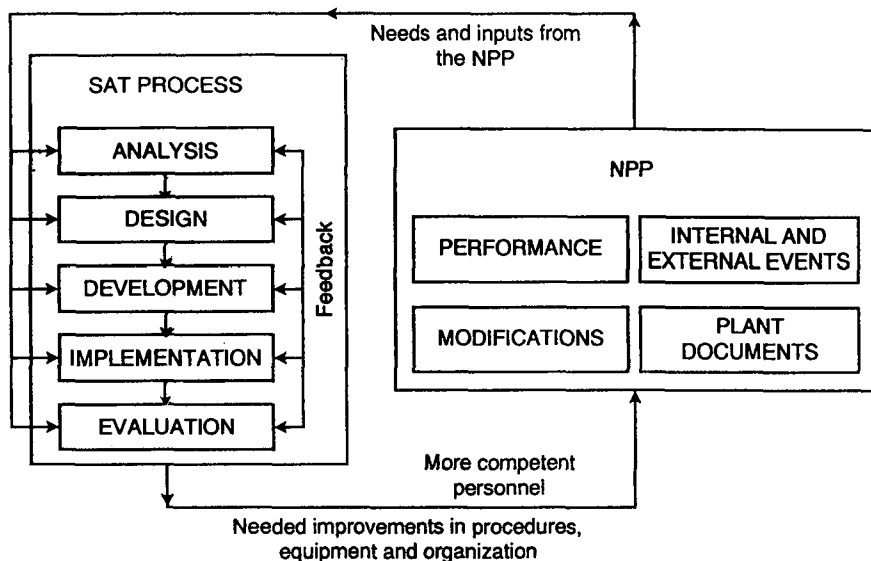 Needs and inputs from
the NPP
SAT PROCESS
ANALYSIS
DESIGN
DEVELOPMENT
IMPLEMENTATION
EVALUATION
Feedback
NPP
PERFORMANCE
INTERNAL AND
EXTERNAL EVENTS
MODIFICATIONS
PLANT
DOCUMENTS
More competent
personnel
Needed improvements in procedures,
equipment and organization